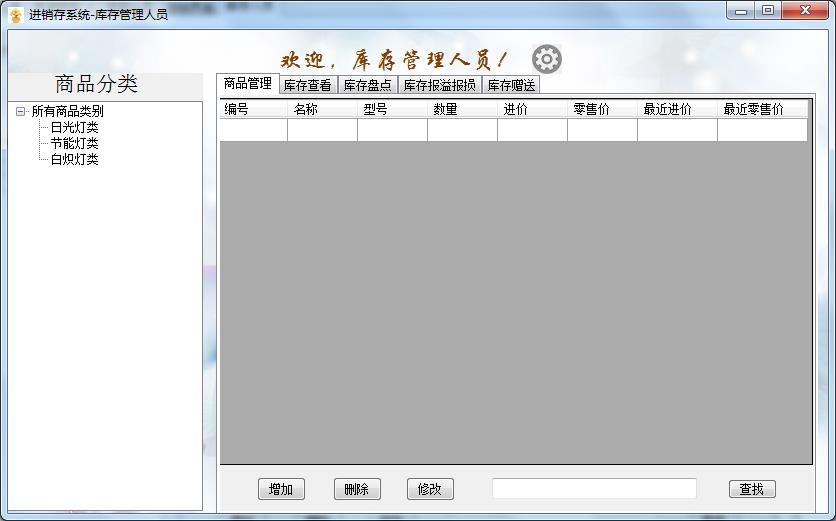 进销存系统-库存管理人员
欢迎，库存管理人员！
商品分类
所有商品类别
日光灯类
节能灯类
白炽灯类
商品管理 库存查看 库存盘点 库存报溢报损 库存赠送
编号 名称 型号 数量 进价 零售价 最近进价 最近零售价
增加 删除 修改 查找